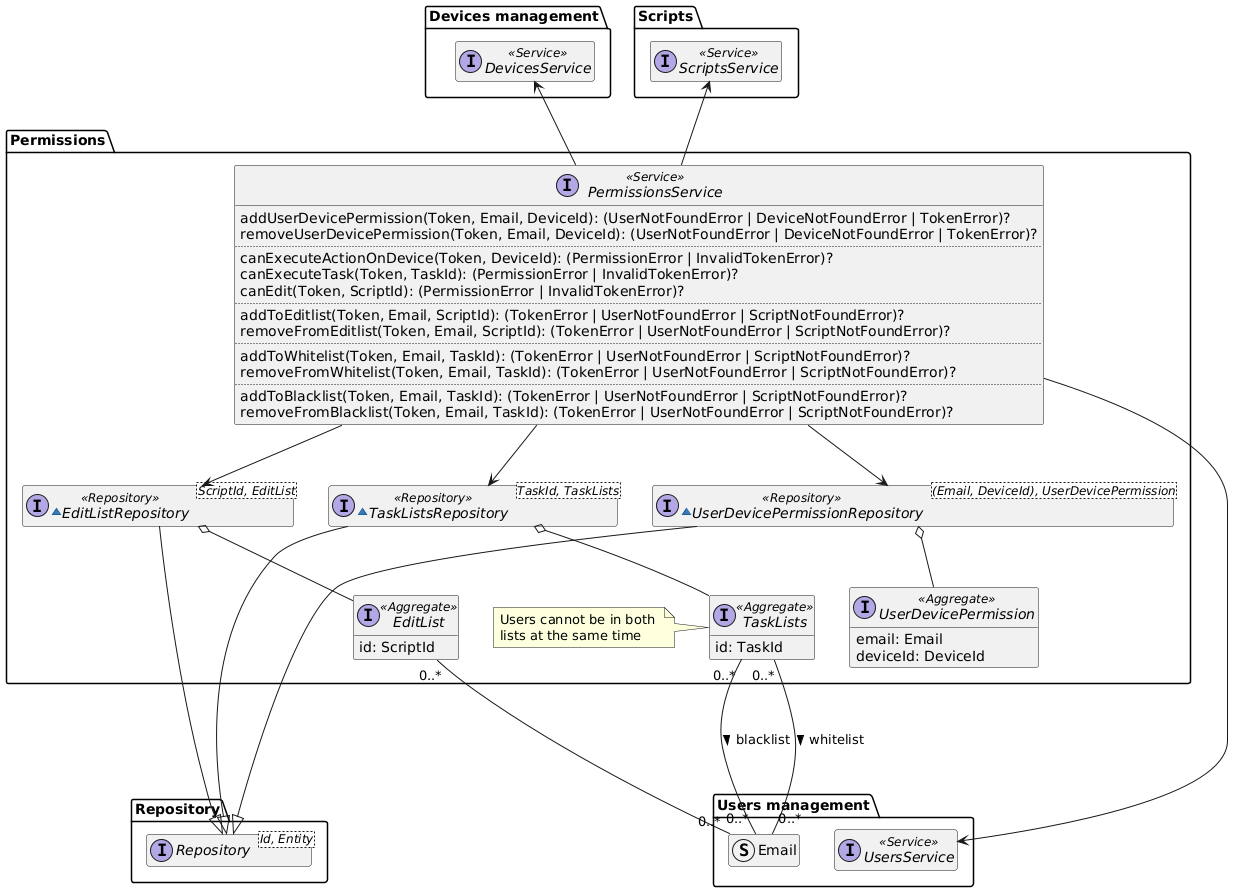 Devices management
Scripts
I «Service» DevicesService
I «Service» ScriptsService
Permissions
I «Service» PermissionsService
addUserDevicePermission(Token, Email, DeviceId): (UserNotFoundError | DeviceNotFoundError | TokenError)?
removeUserDevicePermission(Token, Email, DeviceId): (UserNotFoundError | DeviceNotFoundError | TokenError)?
canExecuteActionOnDevice(Token, DeviceId): (PermissionError | InvalidTokenError)?
canExecuteTask(Token, TaskId): (PermissionError | InvalidTokenError)?
canEdit(Token, ScriptId): (PermissionError | InvalidTokenError)?
addToEditlist(Token, Email, ScriptId): (TokenError | UserNotFoundError | ScriptNotFoundError)?
removeFromEditlist(Token, Email, ScriptId): (TokenError | UserNotFoundError | ScriptNotFoundError)?
addToWhitelist(Token, Email, TaskId): (TokenError | UserNotFoundError | ScriptNotFoundError)?
removeFromWhitelist(Token, Email, TaskId): (TokenError | UserNotFoundError | ScriptNotFoundError)?
addToBlacklist(Token, Email, TaskId): (TokenError | UserNotFoundError | ScriptNotFoundError)?
removeFromBlacklist(Token, Email, TaskId): (TokenError | UserNotFoundError | ScriptNotFoundError)?
I «Repository» EditListRepository
ScriptId, EditList
I «Repository» TaskListsRepository
TaskId, TaskLists
I «Repository» UserDevicePermissionRepository
(Email, DeviceId), UserDevicePermission
I «Aggregate» EditList
id: ScriptId
Users cannot be in both
lists at the same time
I «Aggregate» TaskLists
id: TaskId
I «Aggregate» UserDevicePermission
email: Email
deviceId: DeviceId
0..*
0..*
0..*
blacklist
whitelist
Repository
I Repository
Id, Entity
Users management
0..*
0..*
0..*
S Email
I «Service» UsersService